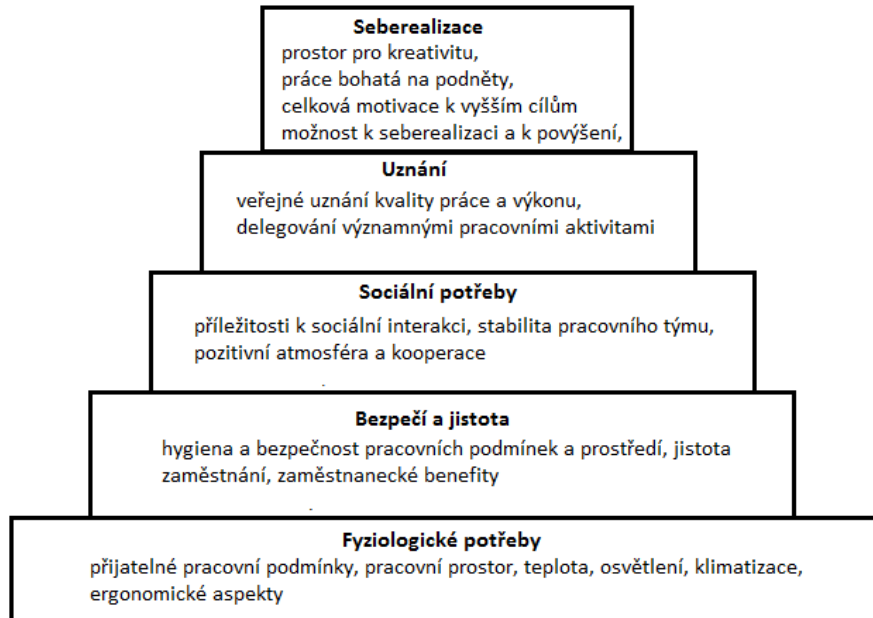 Seberealizace
prostor pro kreativitu,
práce bohatá na podněty,
celková motivace k vyšším cílům
možnost k seberealizaci a k povýšení,
Uznání
veřejné uznání kvality práce a výkonu,
delegování významnými pracovními aktivitami
Sociální potřeby
příležitosti k sociální interakci, stabilita pracovního týmu,
pozitivní atmosféra a kooperace
Bezpečí a jistota
hygiena a bezpečnost pracovních podmínek a prostředí, jistota
zaměstnání, zaměstnanecké benefity
Fyziologické potřeby
přijatelné pracovní podmínky, pracovní prostor, teplota, osvětlení, klimatizace,
ergonomické aspekty